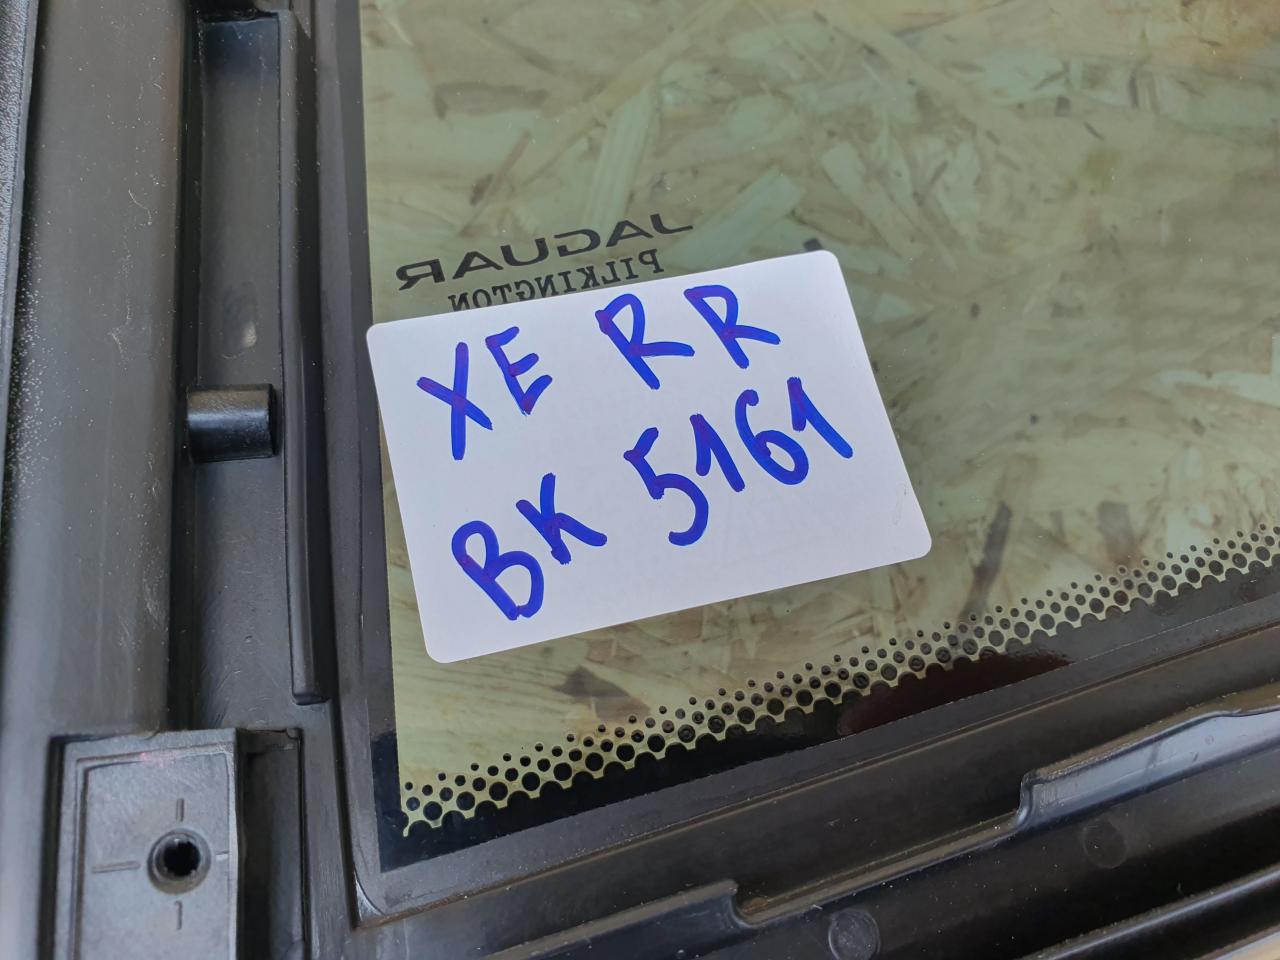 JAGUAR
PILKINGTON
XE RR
BK 5161